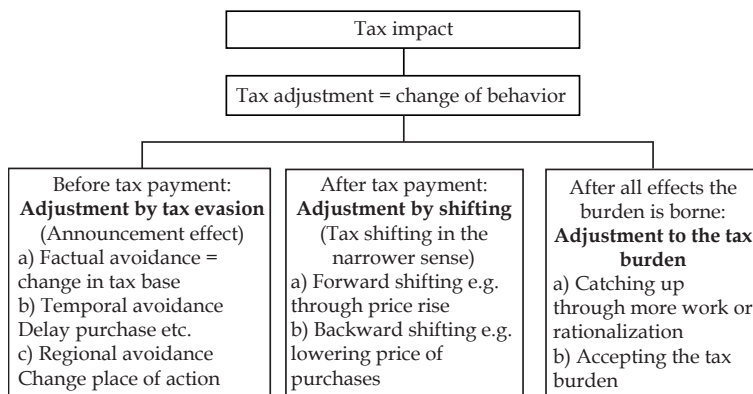 Tax impact
Tax adjustment = change of behavior
Before tax payment:
Adjustment by tax evasion
(Announcement effect)
a) Factual avoidance =
change in tax base
b) Temporal avoidance
Delay purchase etc.
c) Regional avoidance
Change place of action
After tax payment:
Adjustment by shifting
(Tax shifting in the
narrower sense)
a) Forward shifting e.g.
through price rise
b) Backward shifting e.g.
lowering price of
purchases
After all effects the
burden is borne:
Adjustment to the tax
burden
a) Catching up
through more work or
rationalization
b) Accepting the tax
burden